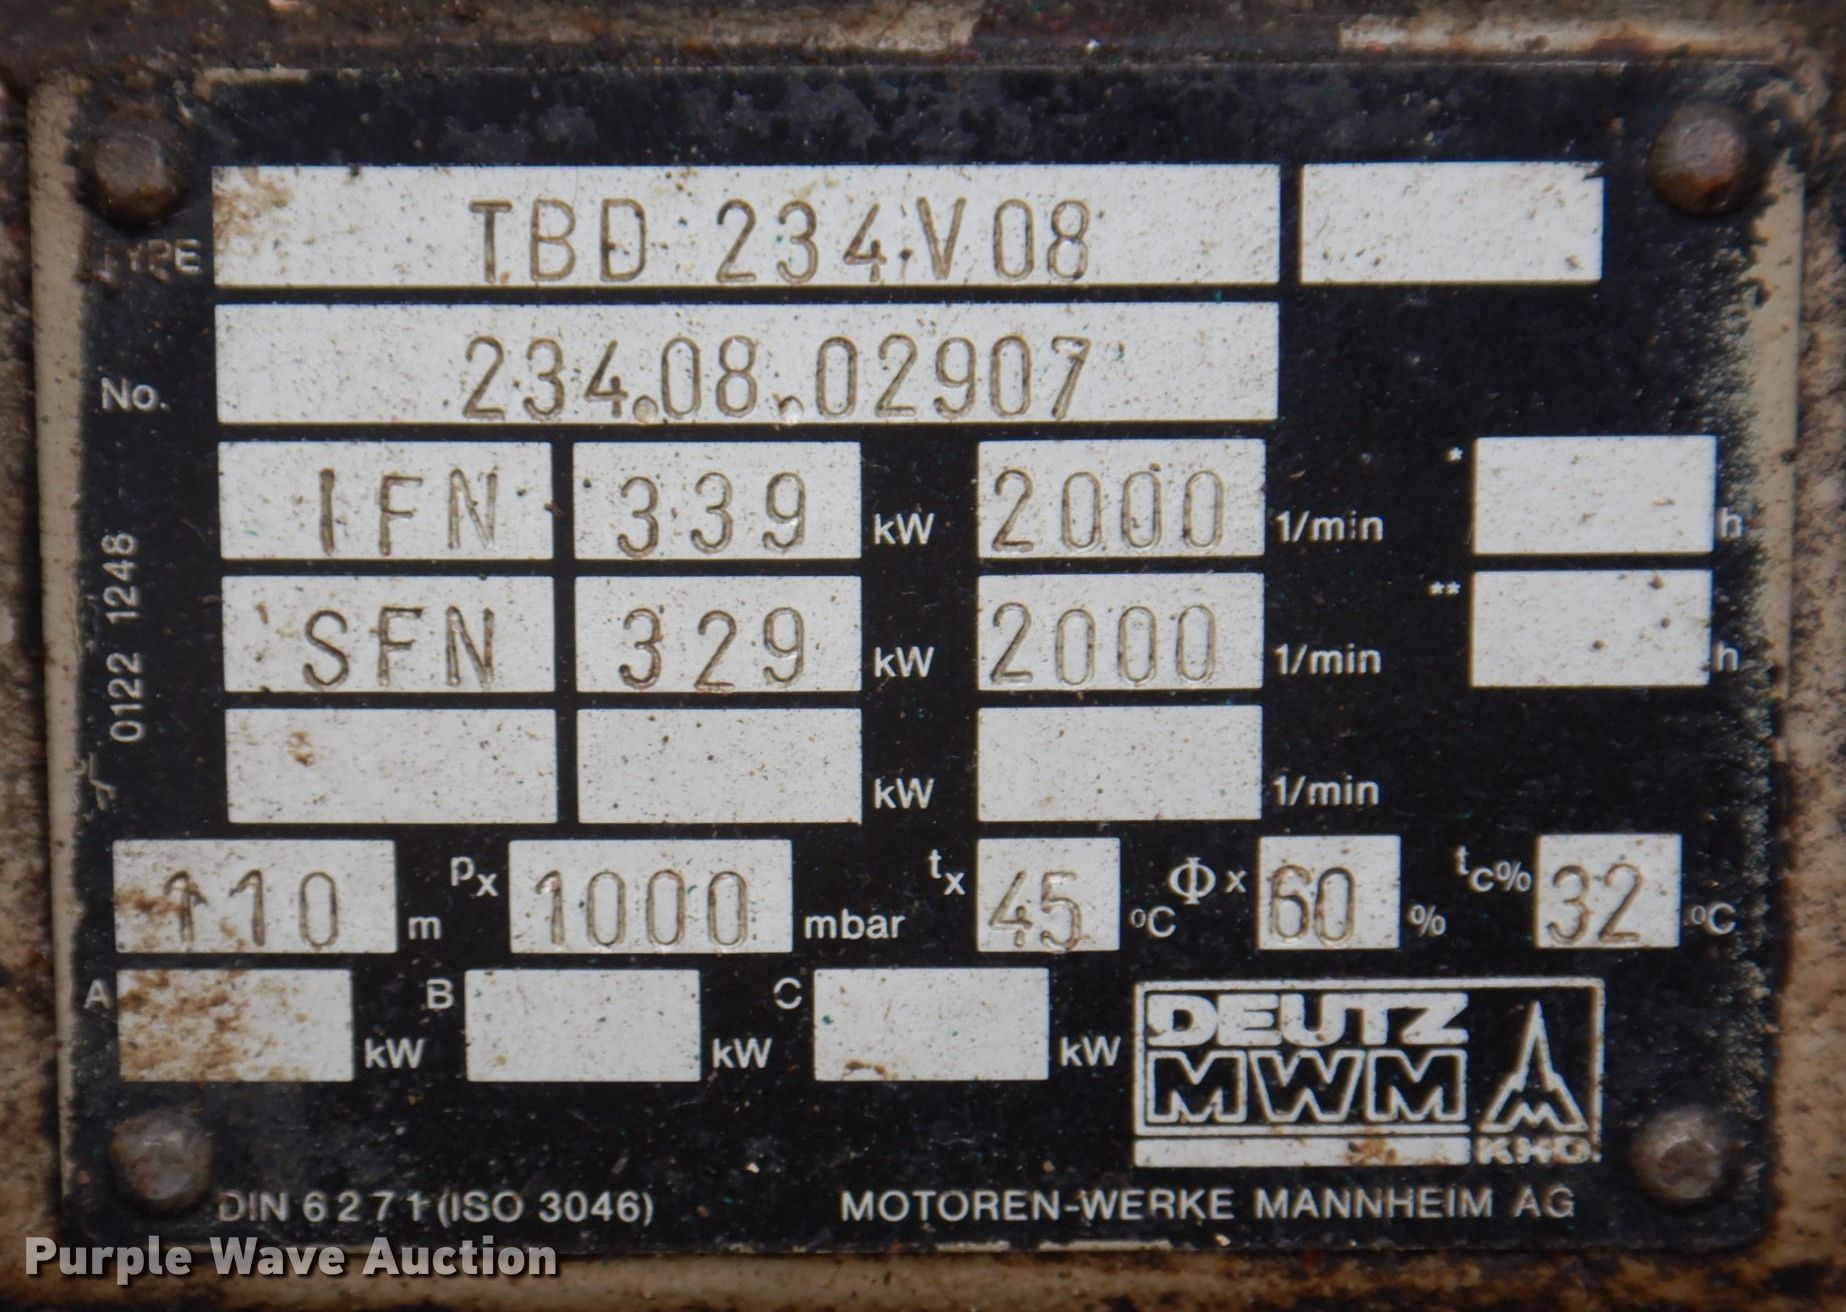 TYPE TBD 234 V08
No. 234.08.02907
IFN 339 kW 2000 1/min * h
SFN 329 kW 2000 1/min ** h
kW 1/min
0122 1248
110 m px 1000 mbar tx 45 °C Φx 60 % tc% 32 °C
A kW B kW C kW
DEUTZ
MWM
KHD
DIN 6271 (ISO 3046) MOTOREN-WERKE MANNHEIM AG
Purple Wave Auction